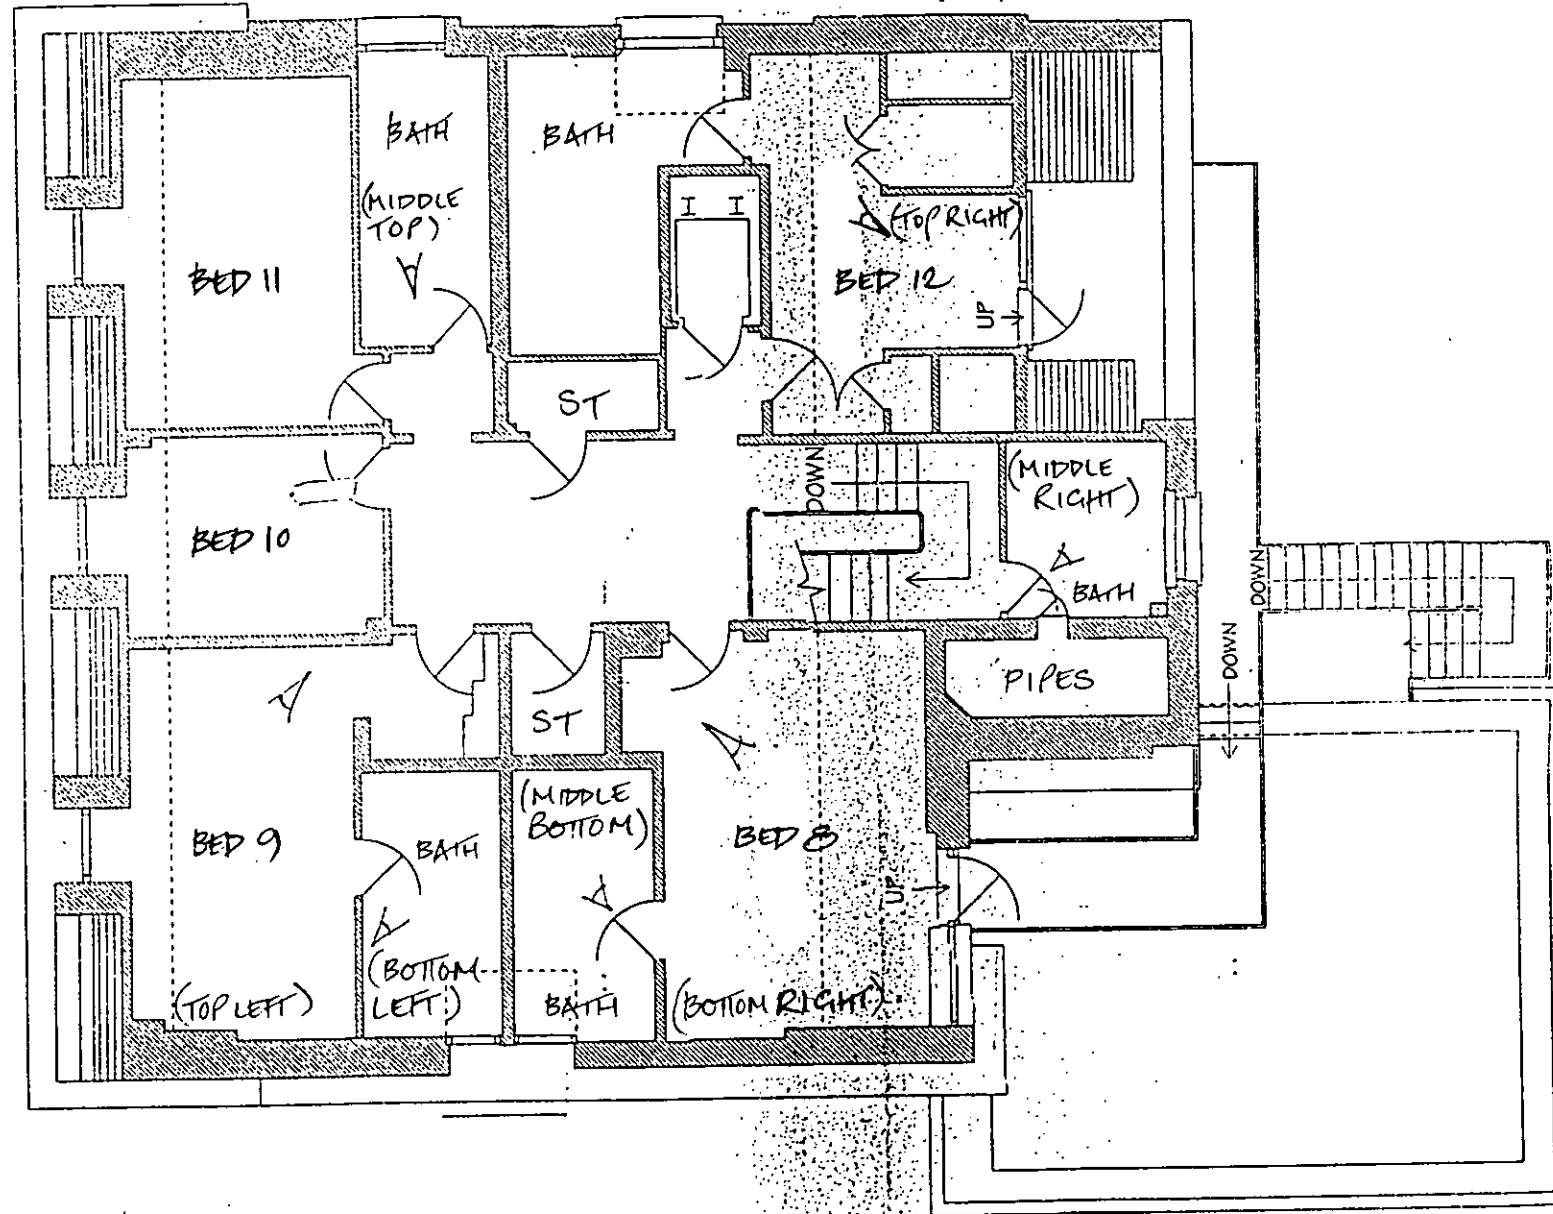 BATH
BATH
(MIDDLE
TOP)
I I
(TOP RIGHT)
BED 11
BED 12
UP
ST
DOWN
(MIDDLE
RIGHT)
BED 10
BATH
DOWN
DOWN
PIPES
ST
(MIDDLE
BOTTOM)
BED 9
BATH
BED 8
UP
(BOTTOM
LEFT)
(TOP LEFT)
BATH
(BOTTOM RIGHT)